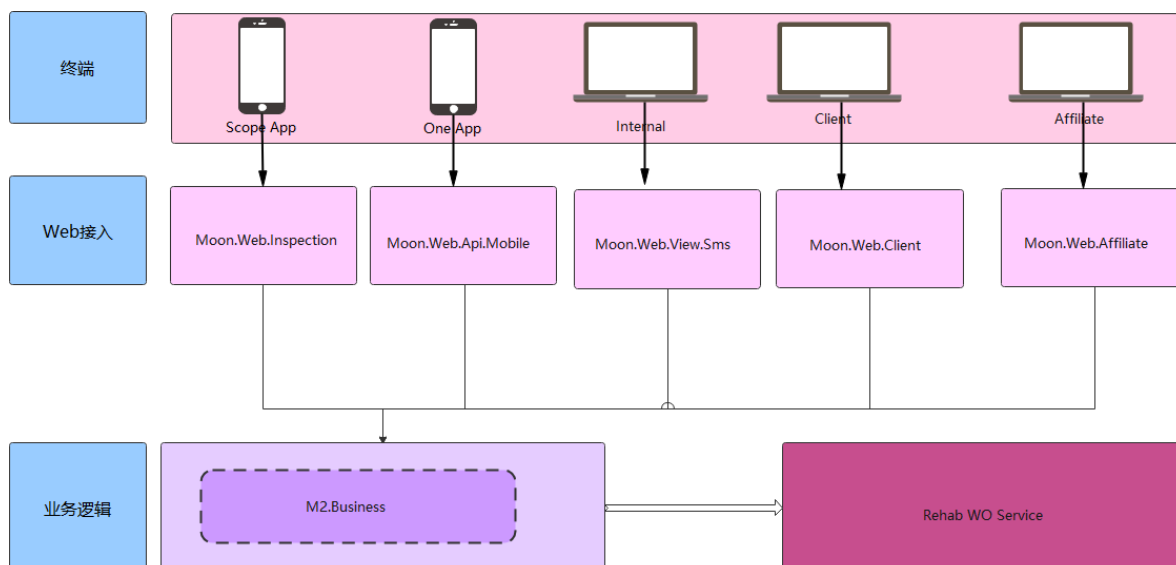 终端
Scope App
One App
Internal
Client
Affiliate
Web接入
Moon.Web.Inspection
Moon.Web.Api.Mobile
Moon.Web.View.Sms
Moon.Web.Client
Moon.Web.Affiliate
业务逻辑
M2.Business
Rehab WO Service